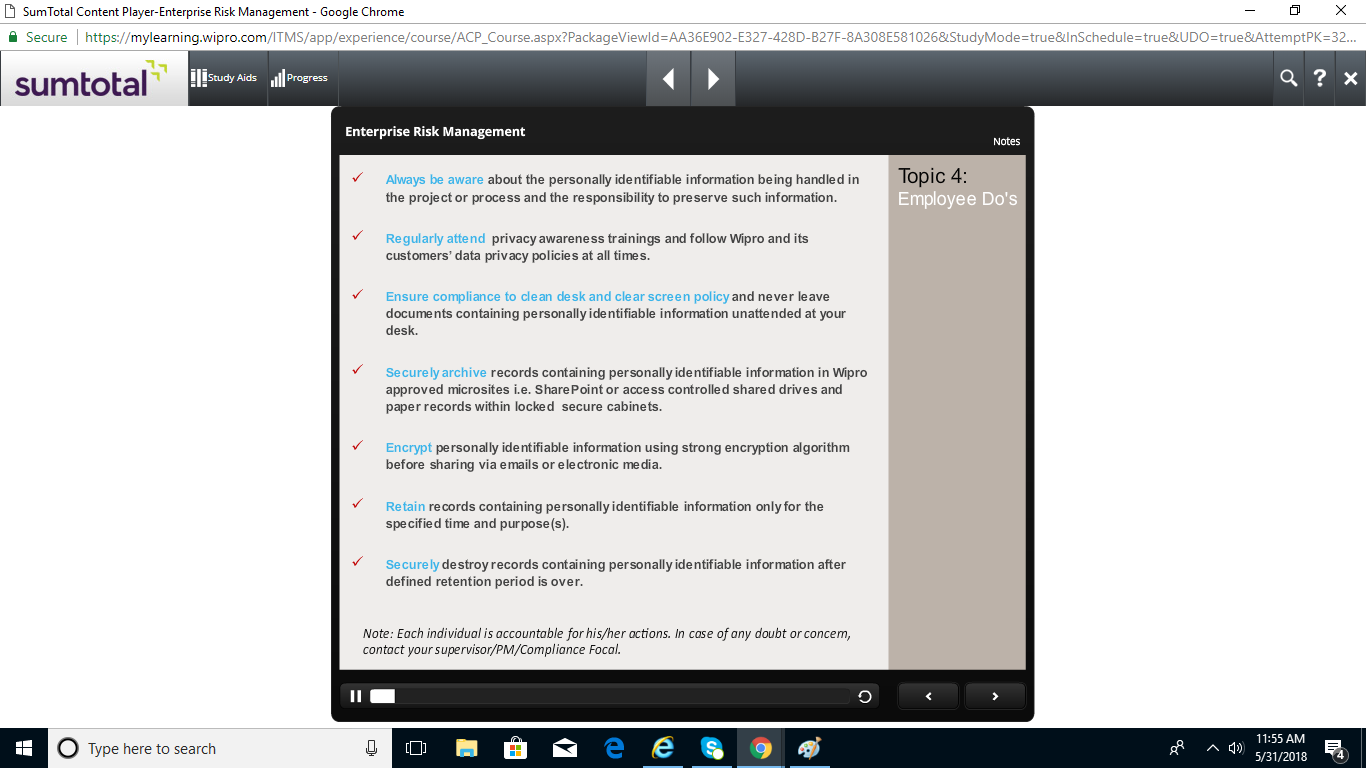 SumTotal Content Player-Enterprise Risk Management - Google Chrome
Secure
https://mylearning.wipro.com/ITMS/app/experience/course/ACP_Course.aspx?PackageViewId=AA36E902-E327-428D-B27F-8A308E581026&StudyMode=true&InSchedule=true&UDO=true&AttemptPK=32...
sumtotal
Study Aids
Progress
?
Enterprise Risk Management
Notes
Always be aware about the personally identifiable information being handled in
the project or process and the responsibility to preserve such information.
Regularly attend privacy awareness trainings and follow Wipro and its
customers' data privacy policies at all times.
Ensure compliance to clean desk and clear screen policy and never leave
documents containing personally identifiable information unattended at your
desk.
Securely archive records containing personally identifiable information in Wipro
approved microsites i.e. SharePoint or access controlled shared drives and
paper records within locked secure cabinets.
Encrypt personally identifiable information using strong encryption algorithm
before sharing via emails or electronic media.
Retain records containing personally identifiable information only for the
specified time and purpose(s).
Securely destroy records containing personally identifiable information after
defined retention period is over.
Note: Each individual is accountable for his/her actions. In case of any doubt or concern,
contact your supervisor/PM/Compliance Focal.
Topic 4:
Employee Do's
Type here to search
11:55 AM
5/31/2018
4